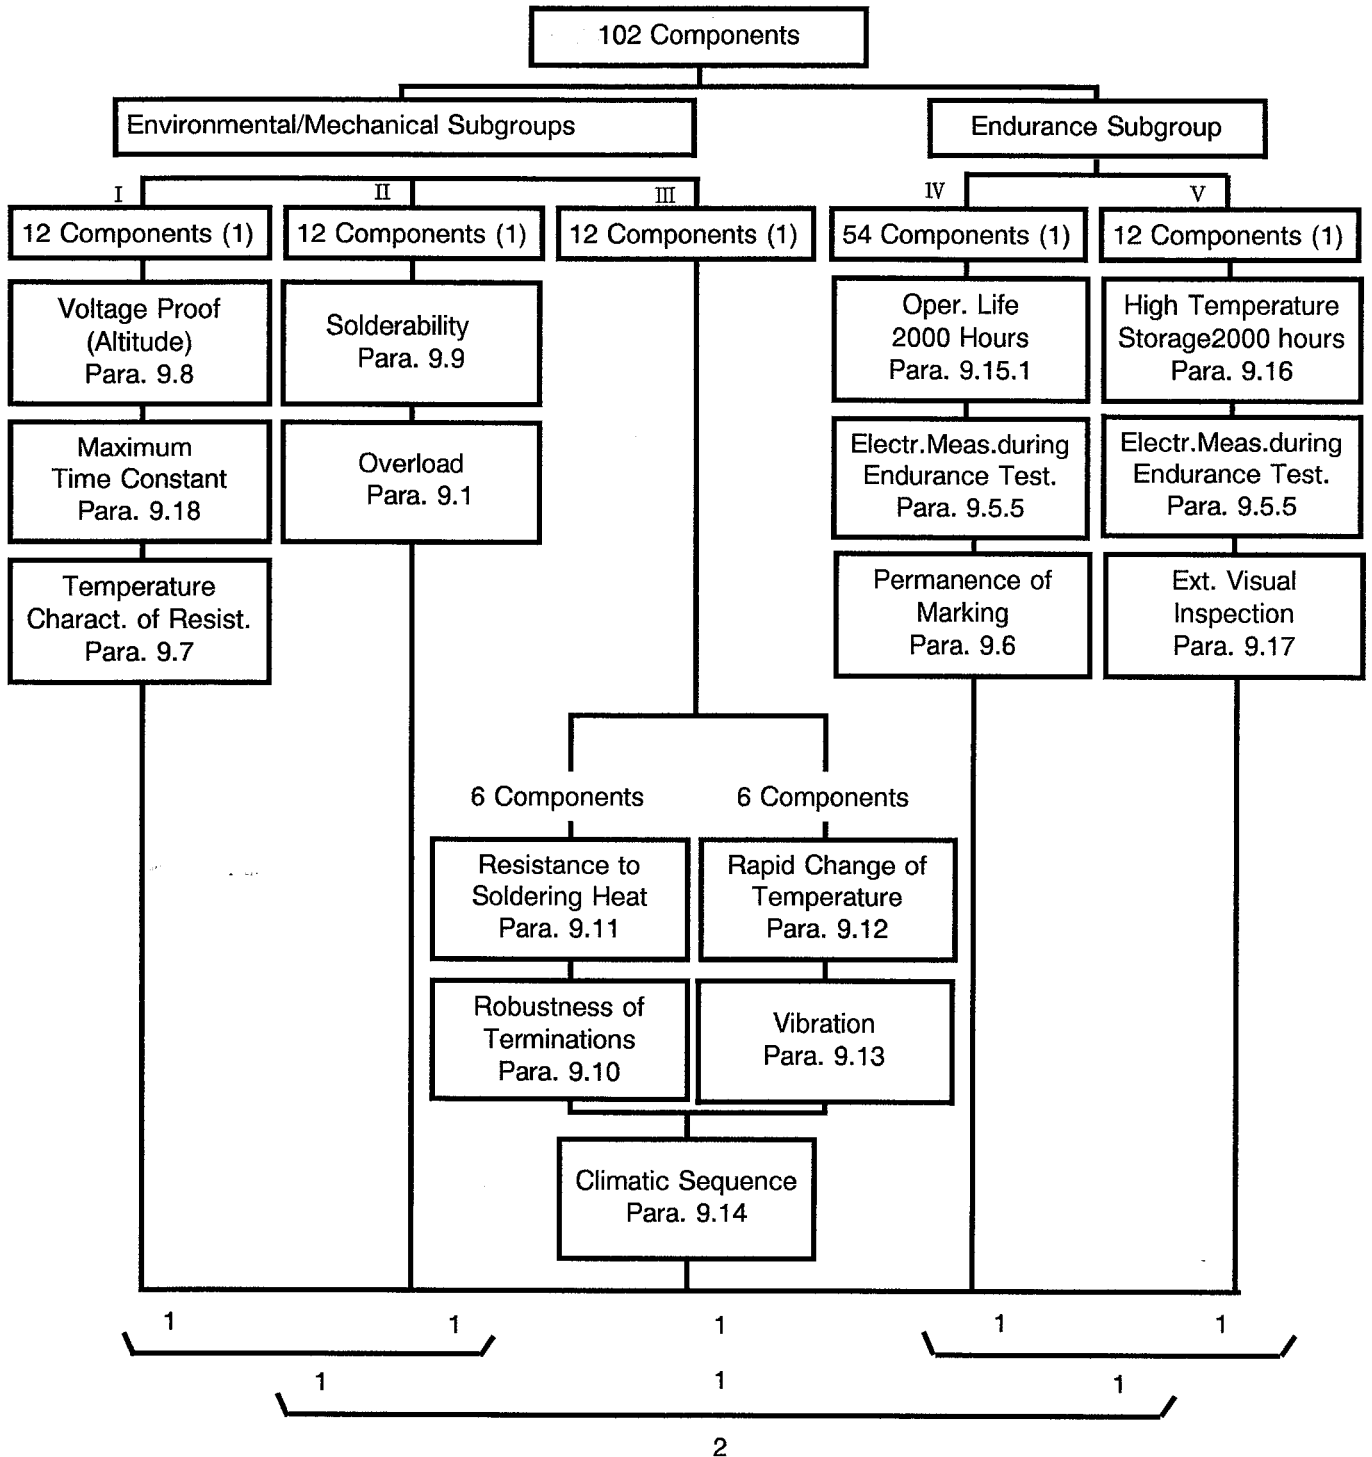 102 Components
Environmental/Mechanical Subgroups
Endurance Subgroup
I
II
III
IV
V
12 Components (1)
12 Components (1)
12 Components (1)
54 Components (1)
12 Components (1)
Voltage Proof
(Altitude)
Para. 9.8
Solderability
Para. 9.9
Oper. Life
2000 Hours
Para. 9.15.1
High Temperature
Storage2000 hours
Para. 9.16
Maximum
Time Constant
Para. 9.18
Overload
Para. 9.1
Electr.Meas.during
Endurance Test.
Para. 9.5.5
Electr.Meas.during
Endurance Test.
Para. 9.5.5
Temperature
Charact. of Resist.
Para. 9.7
Permanence of
Marking
Para. 9.6
Ext. Visual
Inspection
Para. 9.17
6 Components
6 Components
Resistance to
Soldering Heat
Para. 9.11
Rapid Change of
Temperature
Para. 9.12
Robustness of
Terminations
Para. 9.10
Vibration
Para. 9.13
Climatic Sequence
Para. 9.14
1
1
1
1
1
1
1
1
2